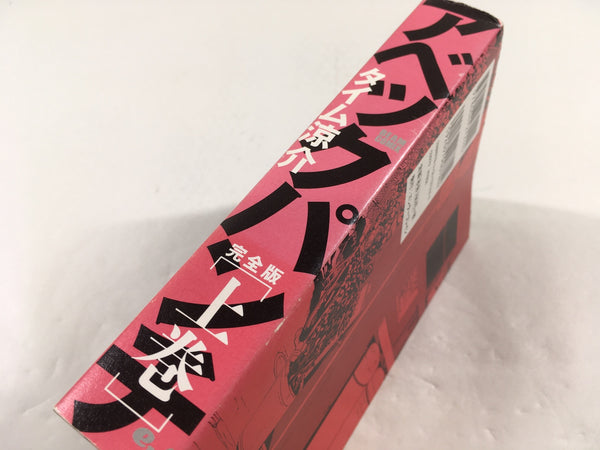 アベックパンチ
タイム涼介
完全版
[上巻]
e